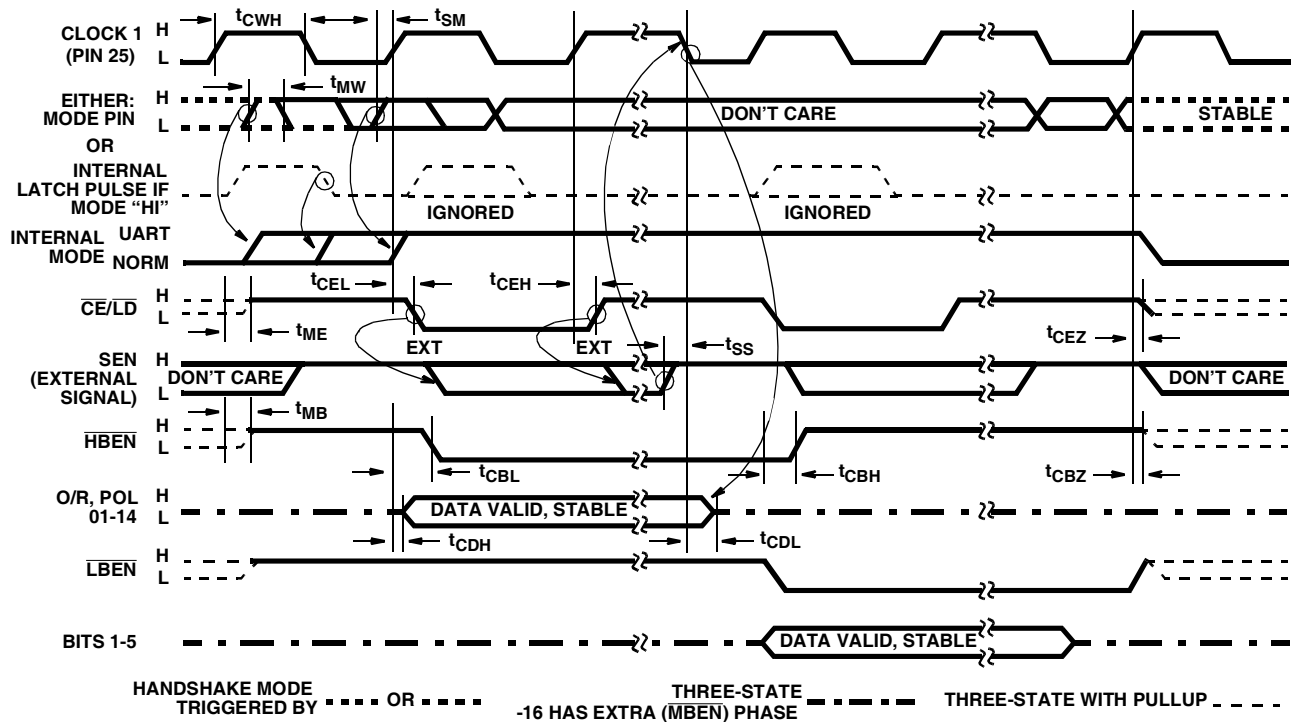 CLOCK 1
(PIN 25)
H
L
tCWH
tSM
EITHER:
MODE PIN
H
L
tMW
DON'T CARE
STABLE
OR
INTERNAL
LATCH PULSE IF
MODE “HI”
IGNORED
IGNORED
INTERNAL
MODE
UART
NORM
tCEL
tCEH
CE/LD
H
L
tME
EXT
EXT
tSS
tCEZ
SEN
(EXTERNAL
SIGNAL)
H
L
DON'T CARE
DON'T CARE
tMB
HBEN
H
L
tCBL
tCBH
tCBZ
O/R, POL
01-14
H
L
DATA VALID, STABLE
tCDH
tCDL
LBEN
H
L
BITS 1-5
DATA VALID, STABLE
HANDSHAKE MODE
TRIGGERED BY
OR
THREE-STATE
-16 HAS EXTRA (MBEN) PHASE
THREE-STATE WITH PULLUP